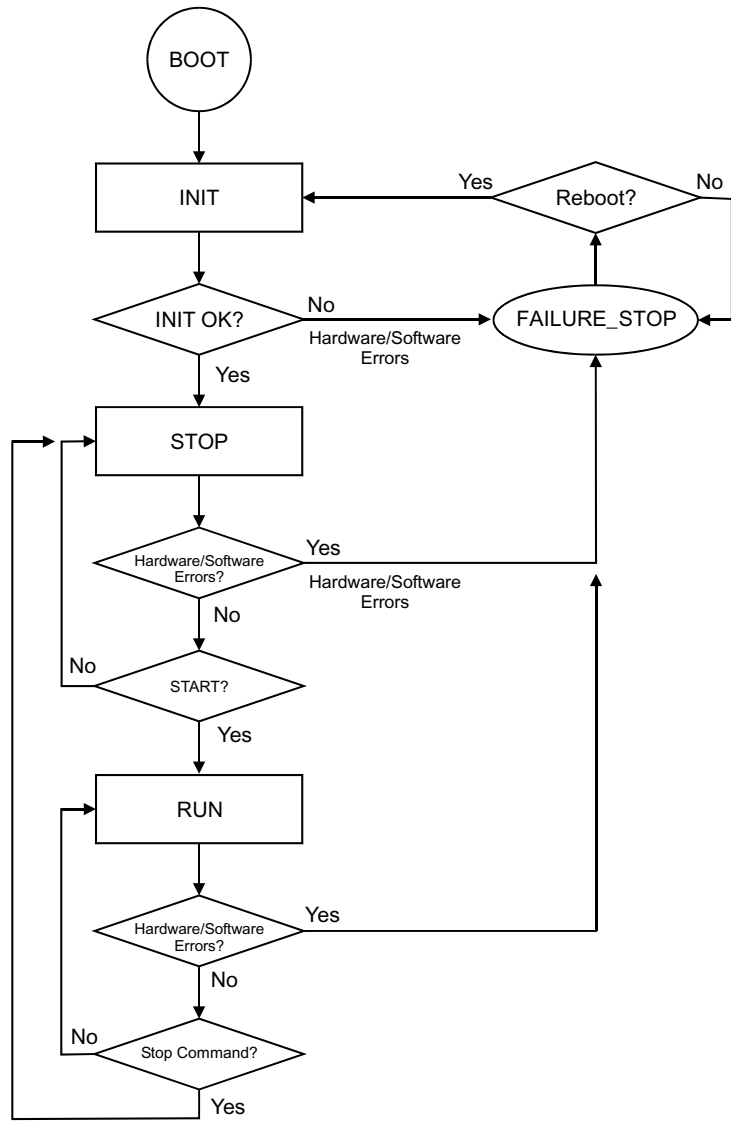 BOOT
INIT
Yes
Reboot?
No
INIT OK?
No
Hardware/Software
Errors
FAILURE_STOP
Yes
STOP
Hardware/Software
Errors?
Yes
Hardware/Software
Errors
No
No
START?
Yes
RUN
Hardware/Software
Errors?
Yes
No
No
Stop Command?
Yes